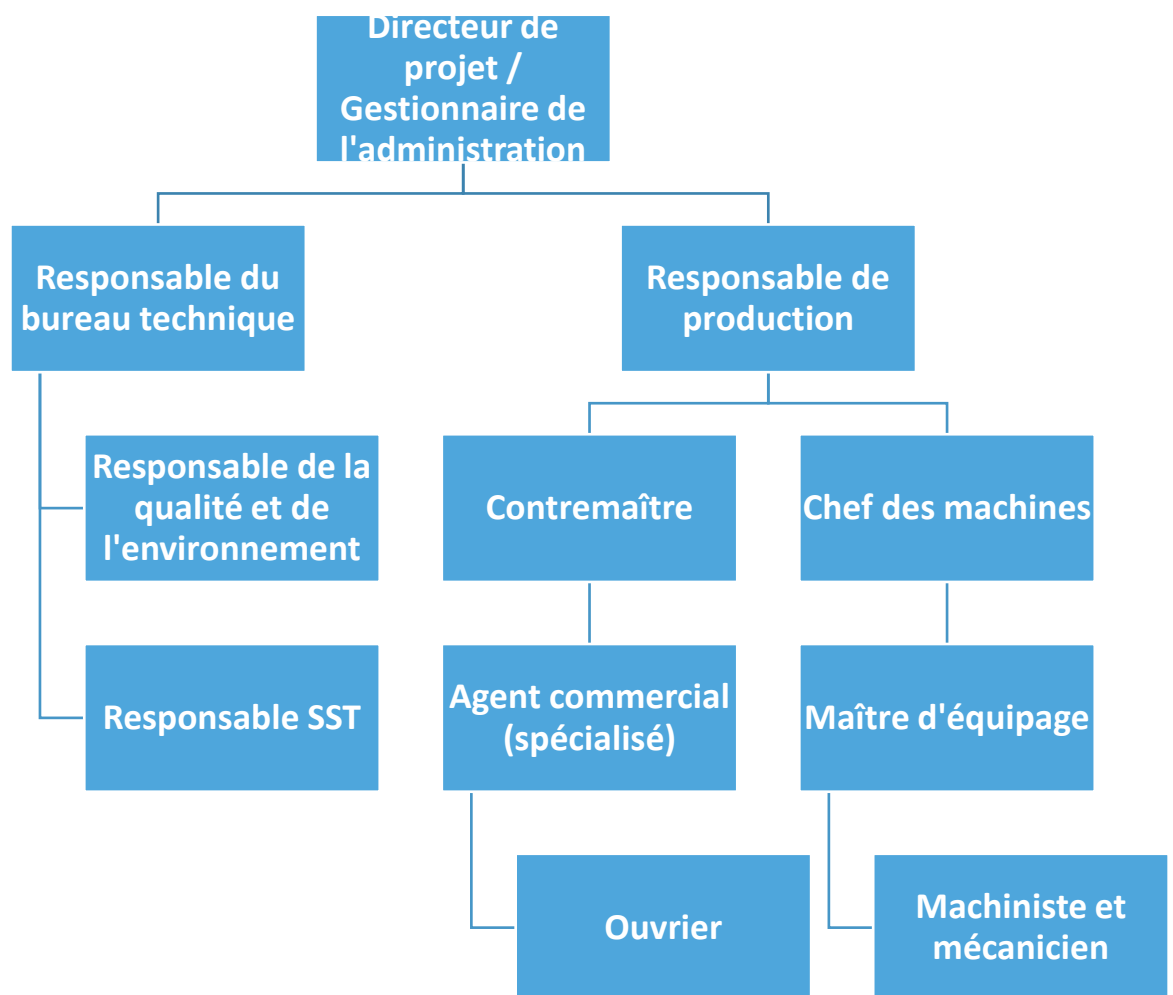 Directeur de
projet /
Gestionnaire de
l'administration
Responsable du
bureau technique
Responsable de
production
Responsable de la
qualité et de
l'environnement
Contremaître
Chef des machines
Responsable SST
Agent commercial
(spécialisé)
Maître d'équipage
Ouvrier
Machiniste et
mécanicien